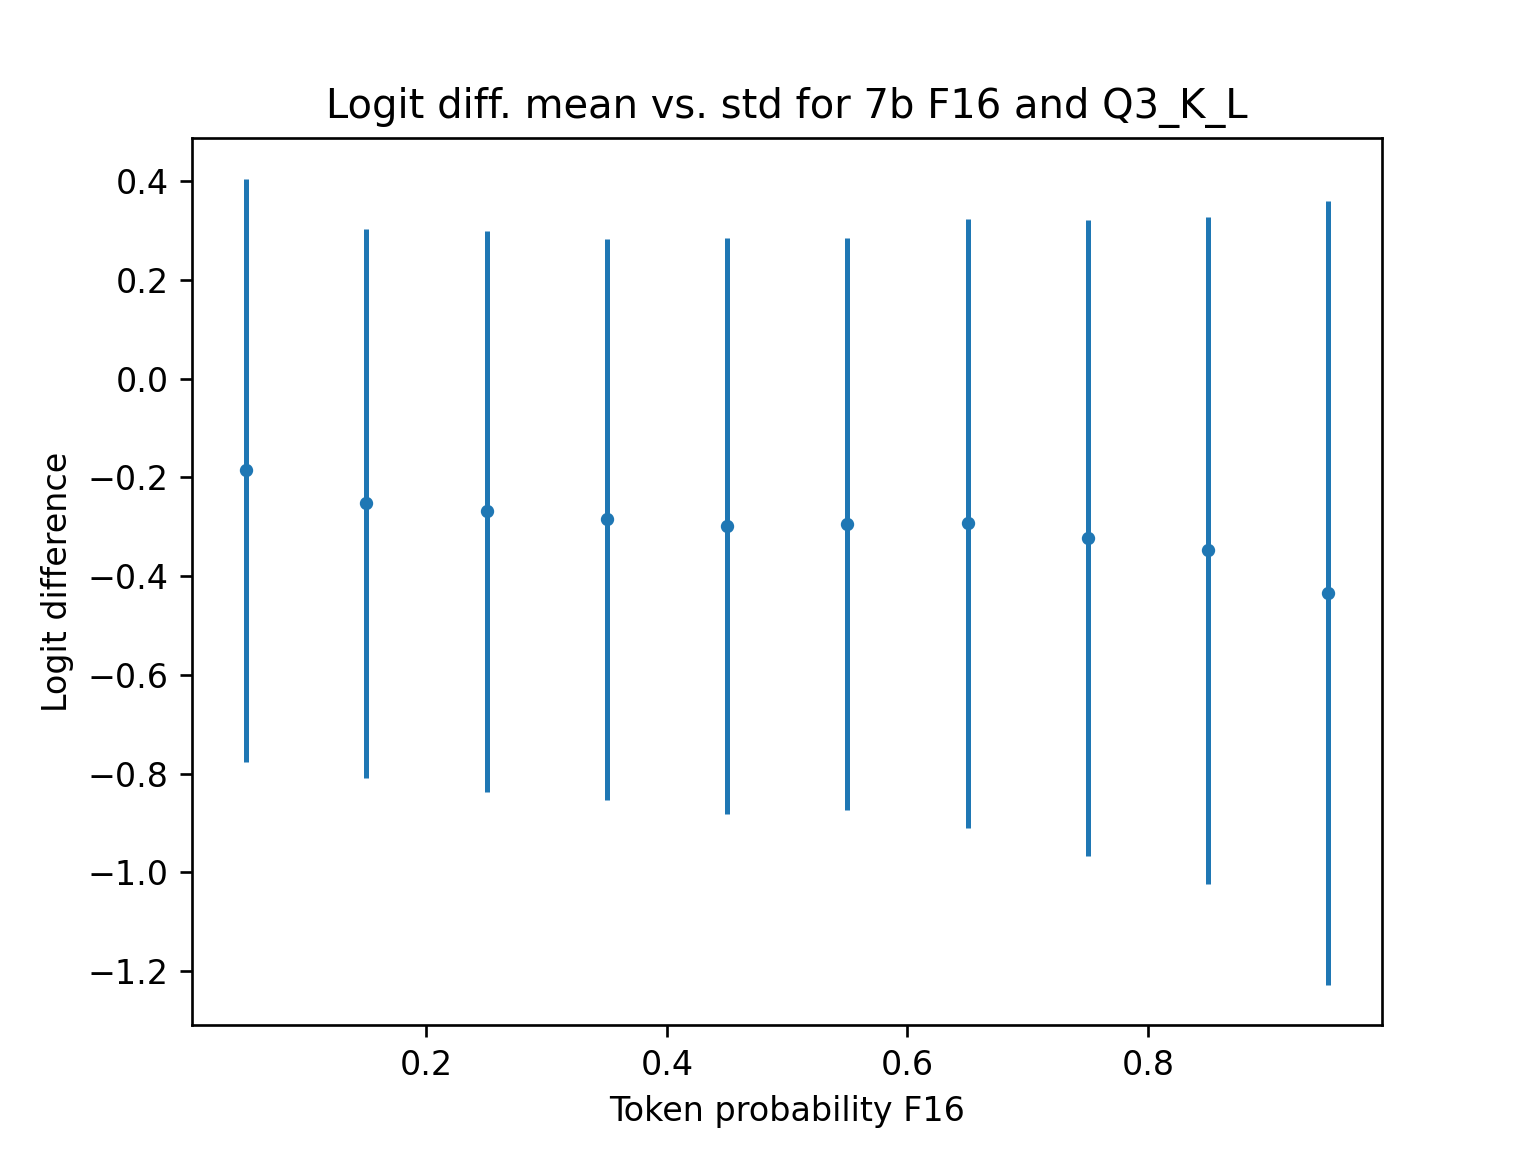 Logit diff. mean vs. std for 7b F16 and Q3_K_L
0.4
0.2
0.0
−0.2
−0.4
−0.6
−0.8
−1.0
−1.2
Logit difference
0.2 0.4 0.6 0.8
Token probability F16